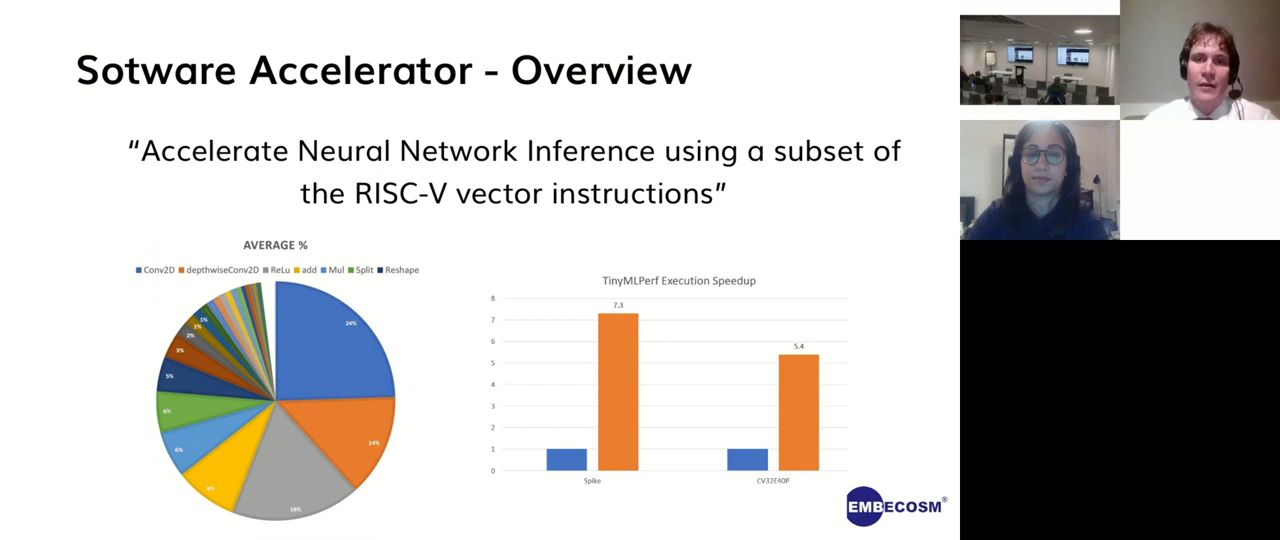 Sotware Accelerator - Overview
“Accelerate Neural Network Inference using a subset of
the RISC-V vector instructions”
AVERAGE %
Conv2D depthwiseConv2D ReLu add Mul Split Reshape
24%
14%
18%
6%
6%
5%
3%
2%
1%
1%
TinyMLPerf Execution Speedup
8
7
6
5
4
3
2
1
0
7.3
5.4
Spike
CV32E40P
EMBECOSM®